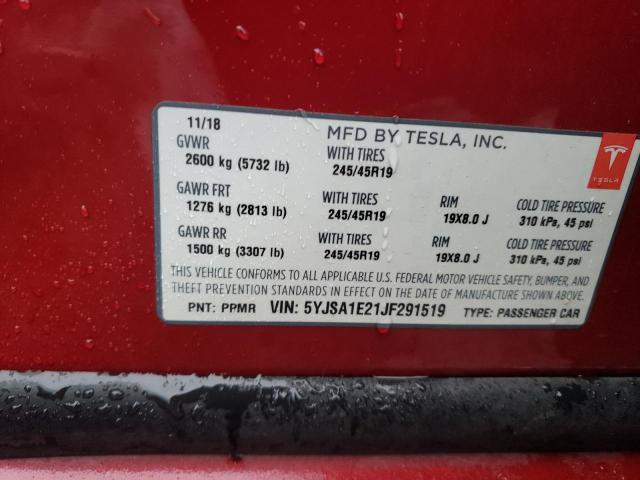 11/18 MFD BY TESLA, INC.
GVWR WITH TIRES
2600 kg (5732 lb) 245/45R19
TESLA
GAWR FRT WITH TIRES RIM COLD TIRE PRESSURE
1276 kg (2813 lb) 245/45R19 19X8.0 J 310 kPa, 45 psi
GAWR RR WITH TIRES RIM COLD TIRE PRESSURE
1500 kg (3307 lb) 245/45R19 19X8.0 J 310 kPa, 45 psi
THIS VEHICLE CONFORMS TO ALL APPLICABLE U.S. FEDERAL MOTOR VEHICLE SAFETY, BUMPER, AND
THEFT PREVENTION STANDARDS IN EFFECT ON THE DATE OF MANUFACTURE SHOWN ABOVE.
PNT: PPMR VIN: 5YJSA1E21JF291519 TYPE: PASSENGER CAR